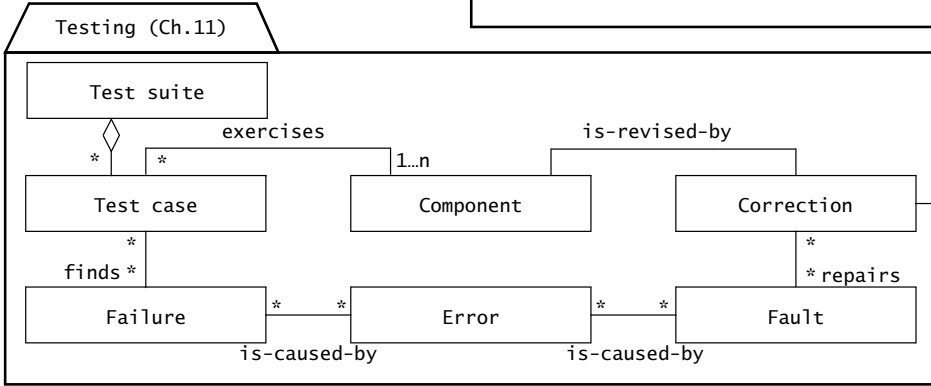 Testing (Ch.11)
Test suite
exercises
is-revised-by
*
*
1…n
Test case
Component
Correction
*
*
finds *
* repairs
Failure
*
*
Error
*
*
Fault
is-caused-by
is-caused-by